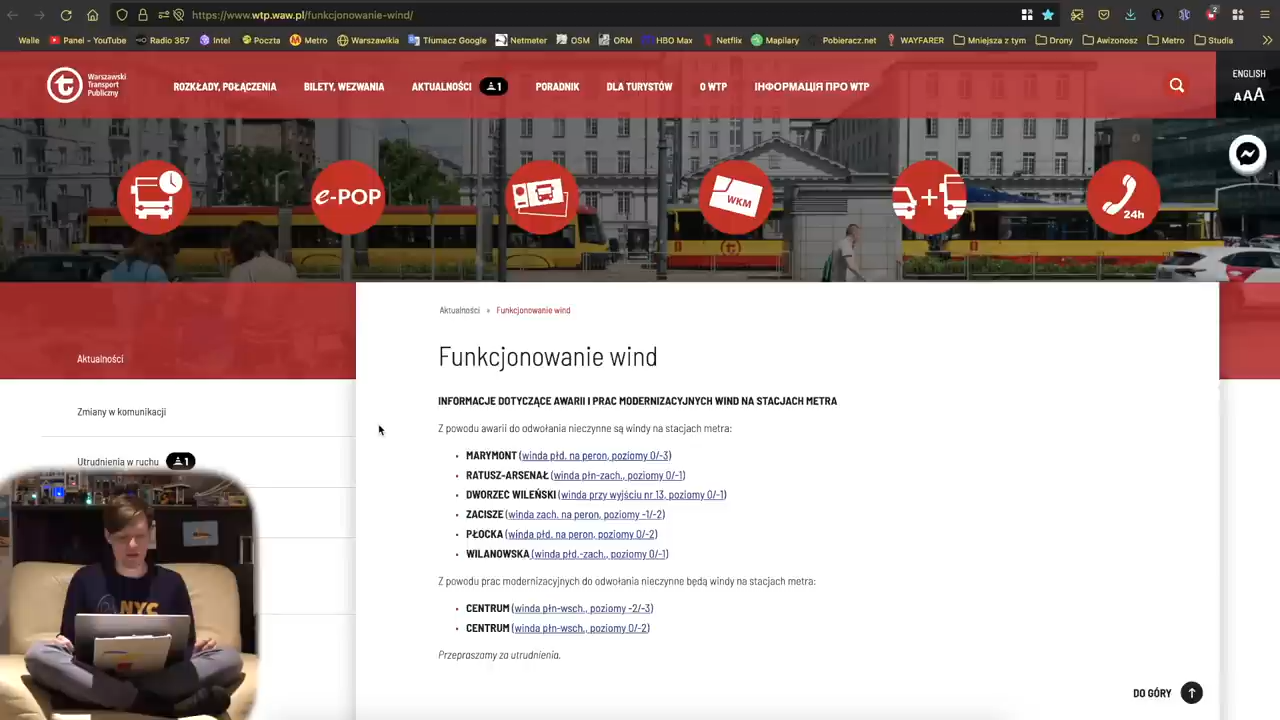 https://www.wtp.waw.pl/funkcjonowanie-wind/
2
Walle Panel - YouTube Radio 357 Intel Poczta Metro Warszawikia Tłumacz Google Netmeter OSM ORM HBO Max Netflix Mapilary Pobieracz.net WAYFARER Mniejsza z tym Drony Awizonosz Metro Studia
Warszawski
Transport
Publiczny
ROZKŁADY, POŁĄCZENIA BILETY, WEZWANIA AKTUALNOŚCI 1 PORADNIK DLA TURYSTÓW O WTP ІНФОРМАЦІЯ ПРО WTP
ENGLISH
AAA
e-POP
WKM
24h
Aktualności » Funkcjonowanie wind
Funkcjonowanie wind
Aktualności
Zmiany w komunikacji
Utrudnienia w ruchu 1
INFORMACJE DOTYCZĄCE AWARII I PRAC MODERNIZACYJNYCH WIND NA STACJACH METRA
Z powodu awarii do odwołania nieczynne są windy na stacjach metra:
• MARYMONT (winda płd. na peron, poziomy 0/-3)
• RATUSZ-ARSENAŁ (winda płn-zach., poziomy 0/-1)
• DWORZEC WILEŃSKI (winda przy wyjściu nr 13, poziomy 0/-1)
• ZACISZE (winda zach. na peron, poziomy -1/-2)
• PŁOCKA (winda płd. na peron, poziomy 0/-2)
• WILANOWSKA (winda płd.-zach., poziomy 0/-1)
Z powodu prac modernizacyjnych do odwołania nieczynne będą windy na stacjach metra:
• CENTRUM (winda płn-wsch., poziomy -2/-3)
• CENTRUM (winda płn-wsch., poziomy 0/-2)
Przepraszamy za utrudnienia.
DO GÓRY
NYC